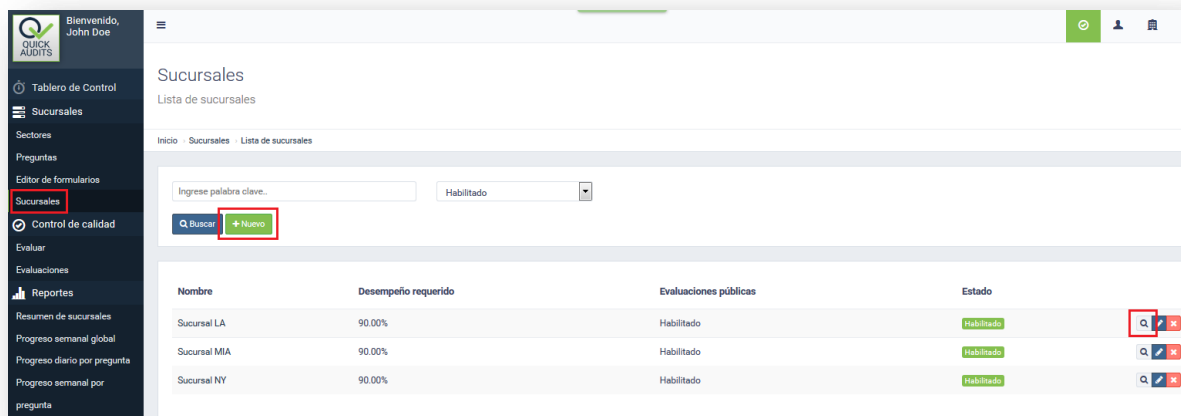 QUICK
AUDITS
Bienvenido,
John Doe
Tablero de Control
Sucursales
Sectores
Preguntas
Editor de formularios
Sucursales
Control de calidad
Evaluar
Evaluaciones
Reportes
Resumen de sucursales
Progreso semanal global
Progreso diario por pregunta
Progreso semanal por
pregunta
Sucursales
Lista de sucursales
Inicio > Sucursales > Lista de sucursales
Ingrese palabra clave.. Habilitado
Buscar + Nuevo
Nombre Desempeño requerido Evaluaciones públicas Estado
Sucursal LA 90.00% Habilitado Habilitado
Sucursal MIA 90.00% Habilitado Habilitado
Sucursal NY 90.00% Habilitado Habilitado